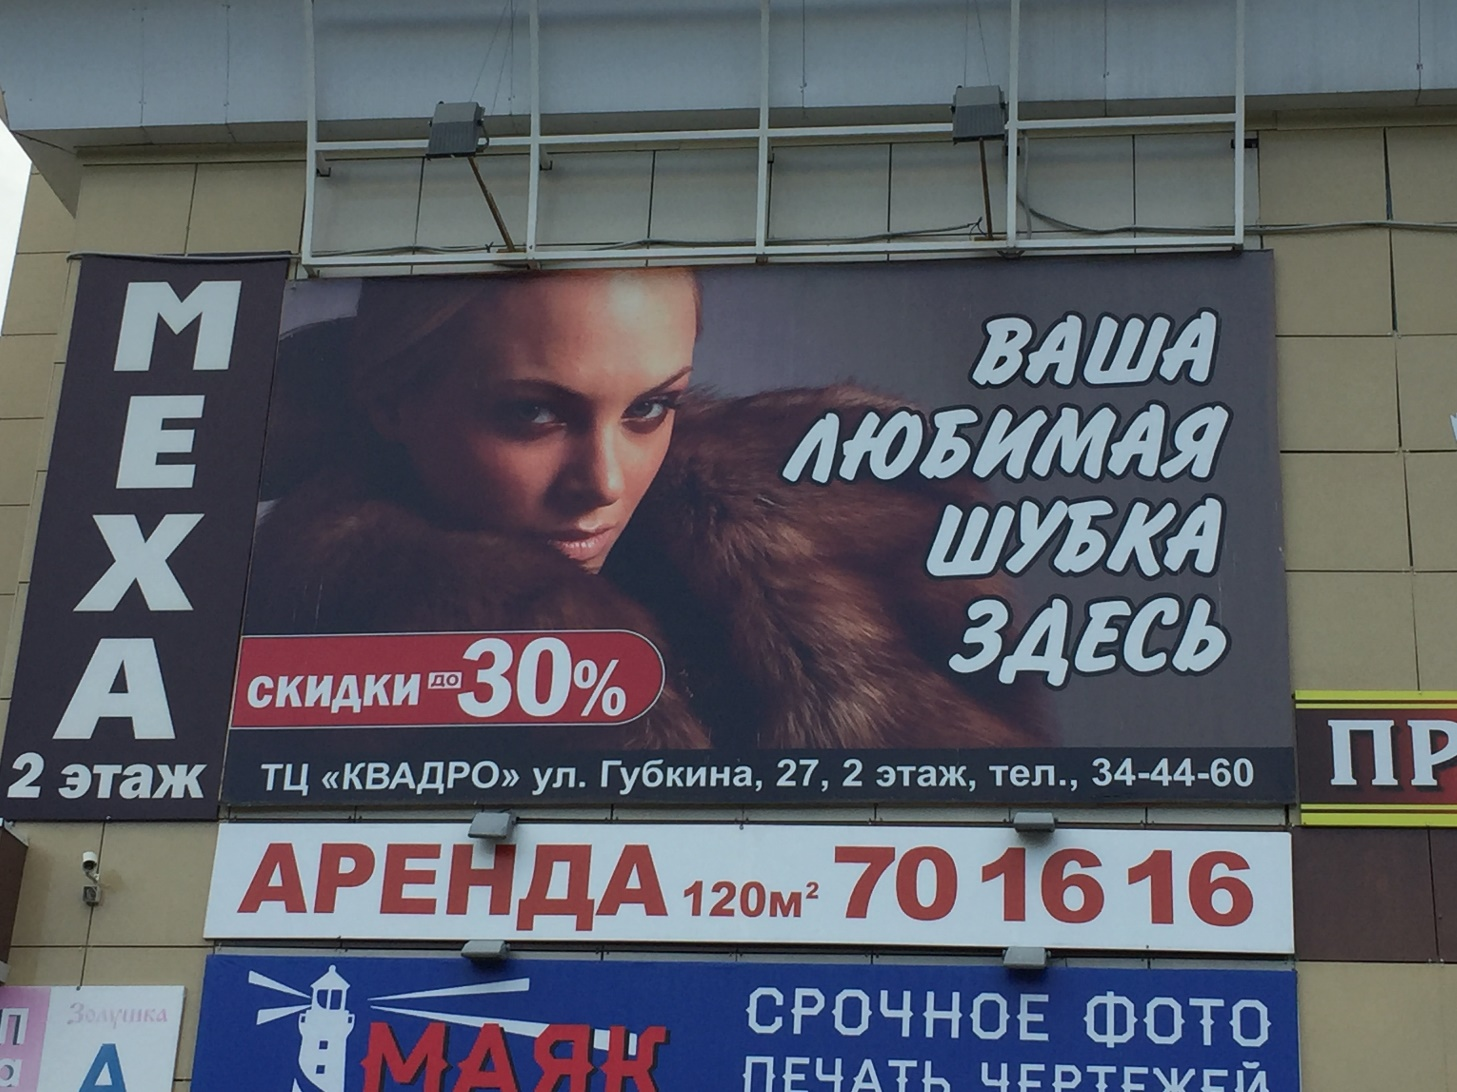 МЕХА
2 этаж
ВАША
ЛЮБИМАЯ
ШУБКА
ЗДЕСЬ
СКИДКИ ДО 30%
ТЦ «КВАДРО» ул. Губкина, 27, 2 этаж, тел., 34-44-60
АРЕНДА 120м² 70 16 16
МАЯК
СРОЧНОЕ ФОТО
ПЕЧАТЬ ЧЕРТЕЖЕЙ
ПР
Золушка
А